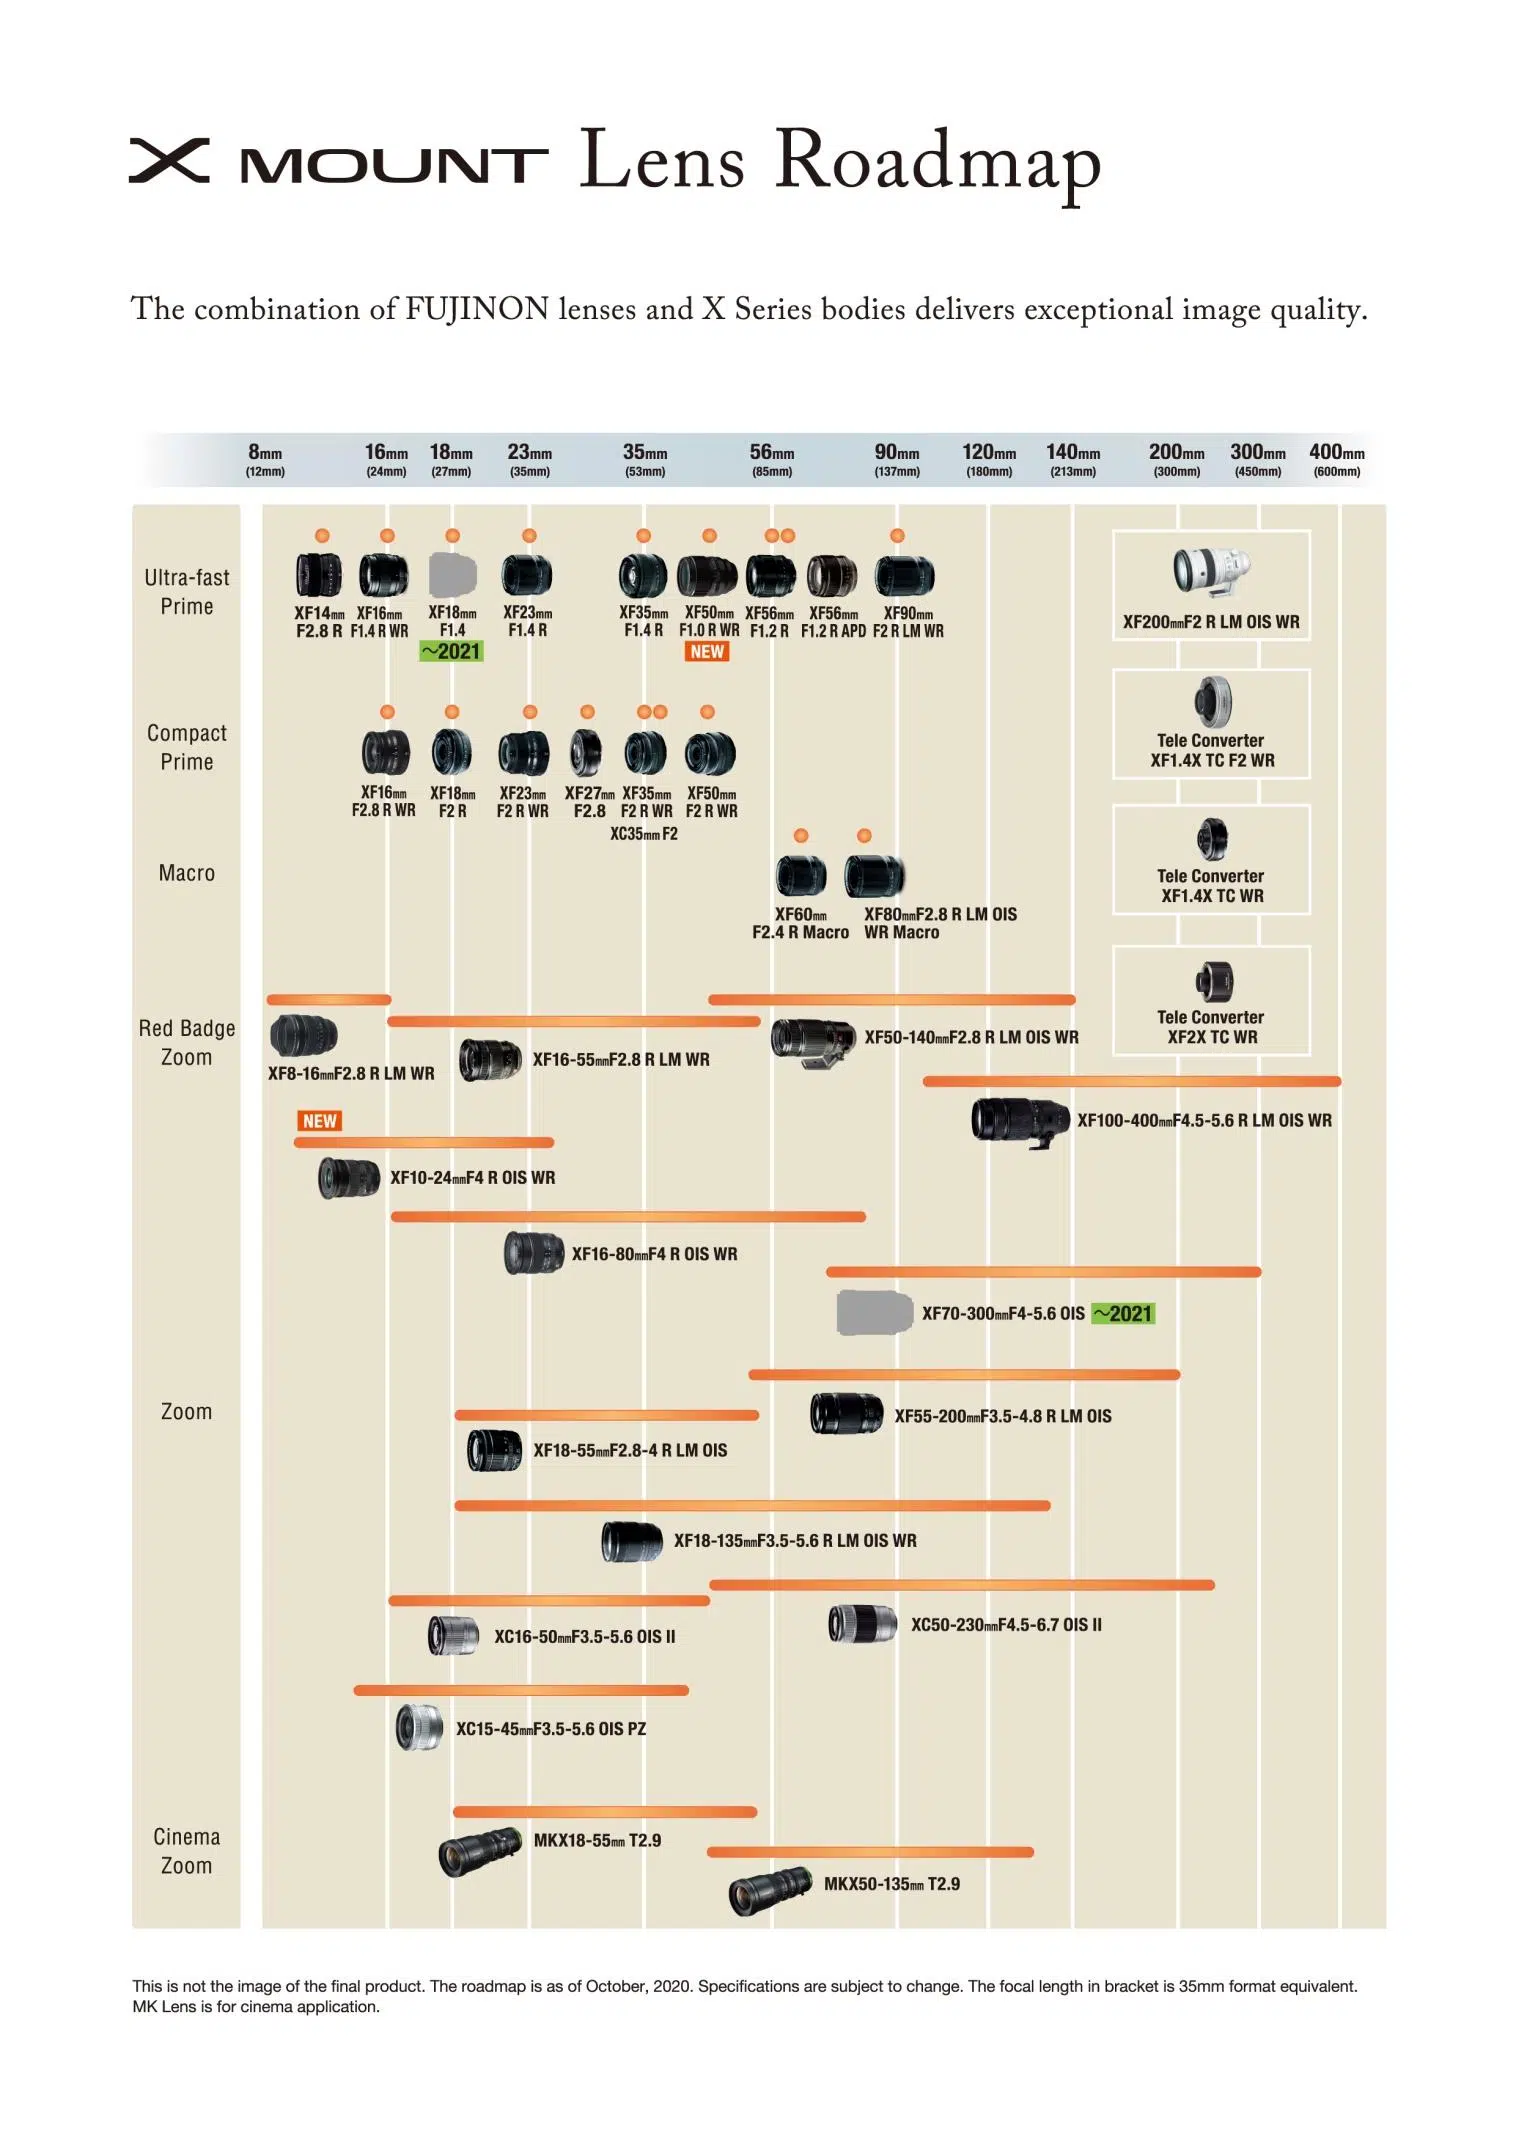 X MOUNT Lens Roadmap
The combination of FUJINON lenses and X Series bodies delivers exceptional image quality.
8mm 16mm 18mm 23mm 35mm 56mm 90mm 120mm 140mm 200mm 300mm 400mm
(12mm) (24mm) (27mm) (35mm) (53mm) (85mm) (137mm) (180mm) (213mm) (300mm) (450mm) (600mm)
Ultra-fast
Prime
XF14mm
F2.8 R
XF16mm
F1.4 R WR
XF18mm
F1.4
~2021
XF23mm
F1.4 R
XF35mm
F1.4 R
XF50mm
F1.0 R WR
NEW
XF56mm
F1.2 R
XF56mm
F1.2 R APD
XF90mm
F2 R LM WR
XF200mmF2 R LM OIS WR
Compact
Prime
XF16mm
F2.8 R WR
XF18mm
F2 R
XF23mm
F2 R WR
XF27mm
F2.8
XF35mm
F2 R WR
XC35mm F2
XF50mm
F2 R WR
Tele Converter
XF1.4X TC F2 WR
Macro
XF60mm
F2.4 R Macro
XF80mmF2.8 R LM OIS
WR Macro
Tele Converter
XF1.4X TC WR
Tele Converter
XF2X TC WR
Red Badge
Zoom
XF8-16mmF2.8 R LM WR
XF16-55mmF2.8 R LM WR
XF50-140mmF2.8 R LM OIS WR
XF100-400mmF4.5-5.6 R LM OIS WR
Zoom
NEW
XF10-24mmF4 R OIS WR
XF16-80mmF4 R OIS WR
XF70-300mmF4-5.6 OIS ~2021
XF55-200mmF3.5-4.8 R LM OIS
XF18-55mmF2.8-4 R LM OIS
XF18-135mmF3.5-5.6 R LM OIS WR
XC50-230mmF4.5-6.7 OIS II
XC16-50mmF3.5-5.6 OIS II
XC15-45mmF3.5-5.6 OIS PZ
Cinema
Zoom
MKX18-55mm T2.9
MKX50-135mm T2.9
This is not the image of the final product. The roadmap is as of October, 2020. Specifications are subject to change. The focal length in bracket is 35mm format equivalent.
MK Lens is for cinema application.